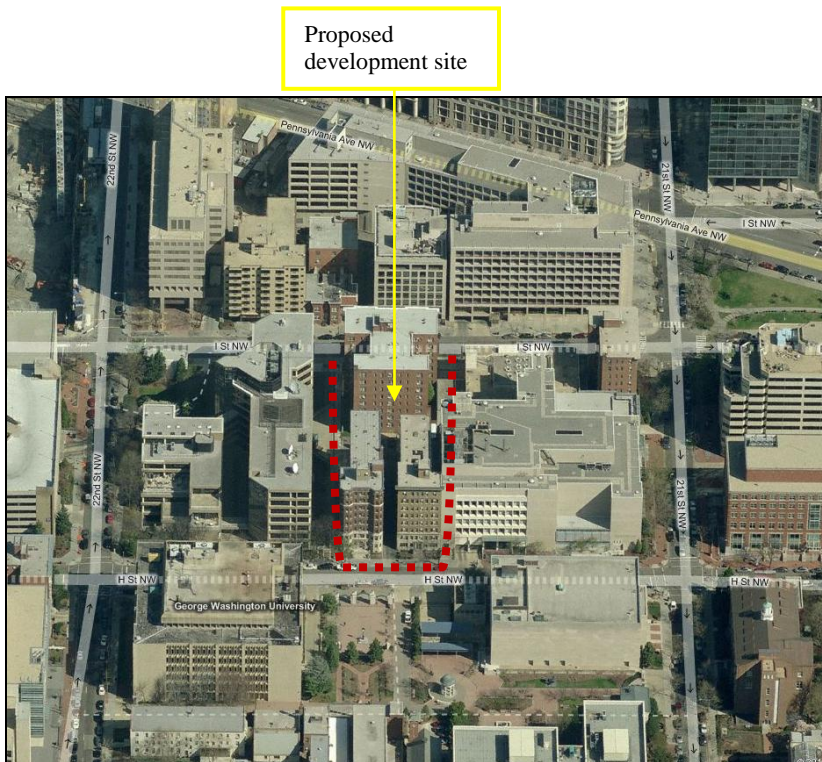 Proposed
development site
Pennsylvania Ave NW
22nd St NW
21st St NW
I St NW
Pennsylvania Ave NW
I St NW
I St NW
22nd St NW
21st St NW
H St NW
H St NW
H St NW
George Washington University